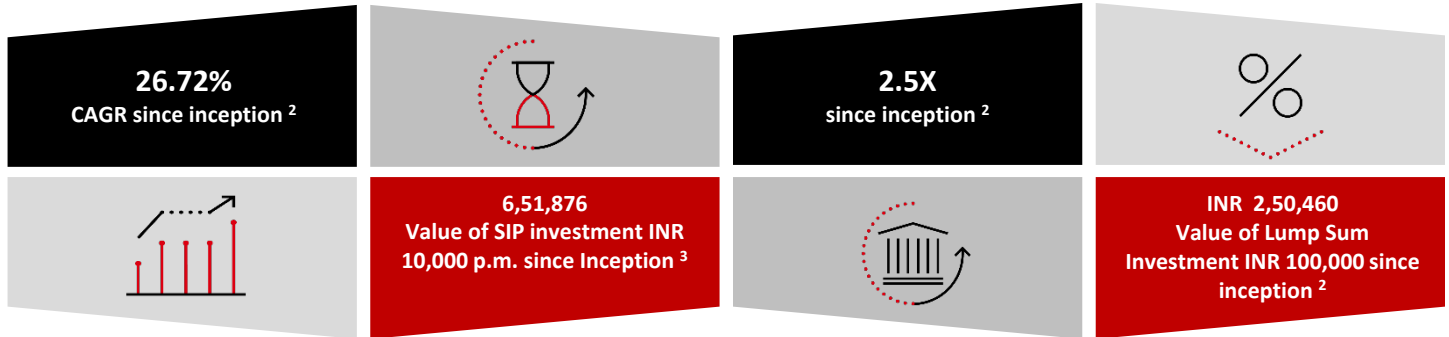 26.72%
CAGR since inception ²
2.5X
since inception ²
6,51,876
Value of SIP investment INR
10,000 p.m. since Inception ³
INR 2,50,460
Value of Lump Sum
Investment INR 100,000 since
inception ²